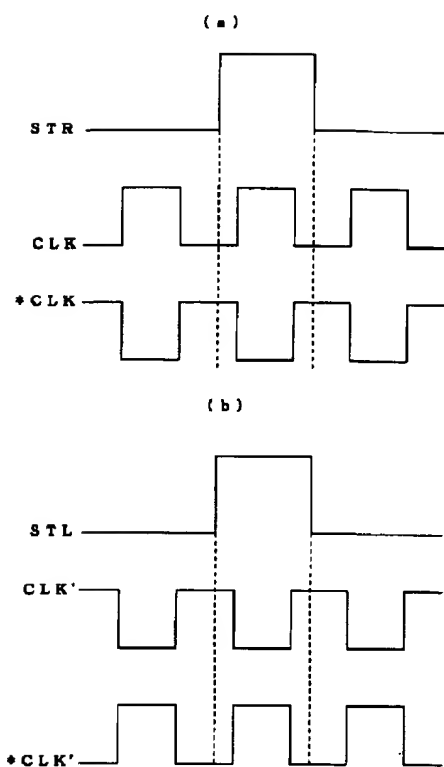 ( a )
STR
CLK
*CLK
( b )
STL
CLK'
*CLK'